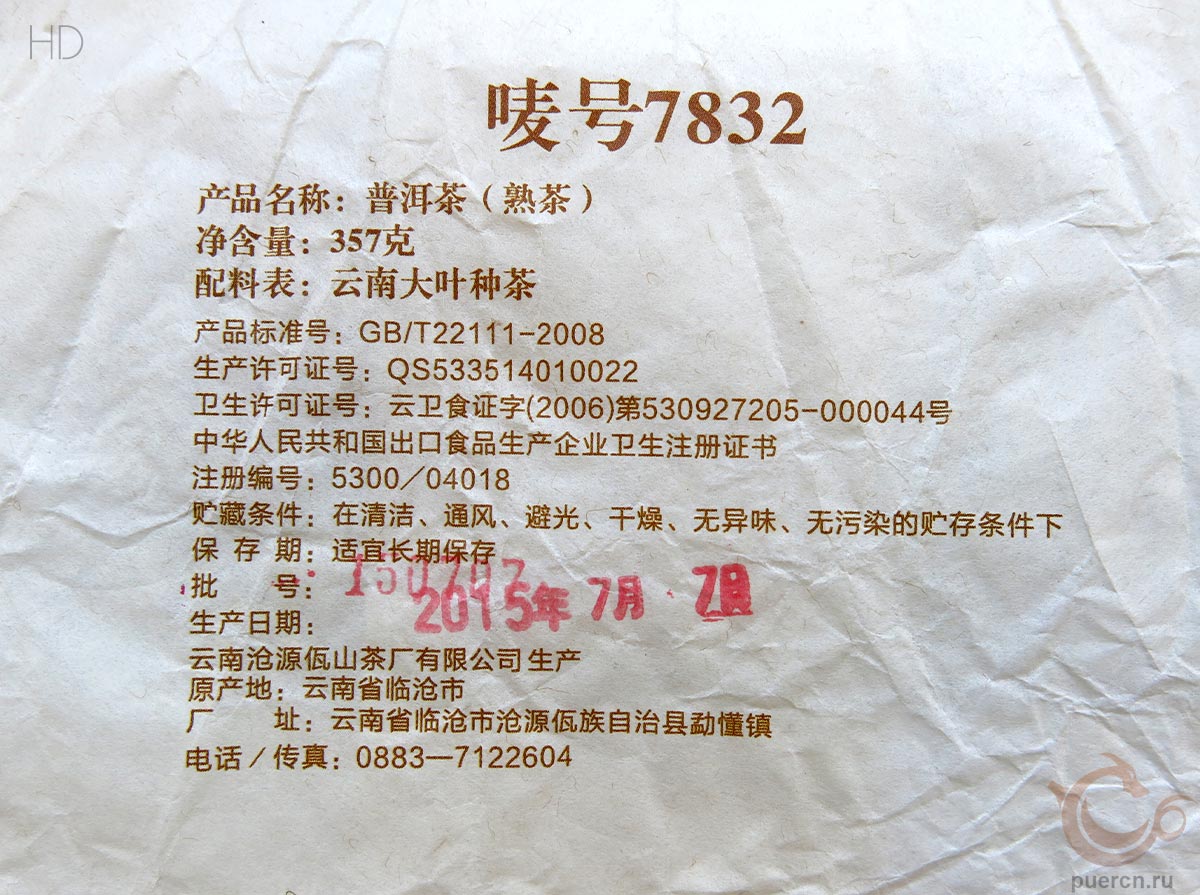 HD
唛号7832
产品名称：普洱茶（熟茶）
净含量：357克
配料表：云南大叶种茶
产品标准号：GB/T22111-2008
生产许可证号：QS533514010022
卫生许可证号：云卫食证字(2006)第530927205-000044号
中华人民共和国出口食品生产企业卫生注册证书
注册编号：5300/04018
贮藏条件：在清洁、通风、避光、干燥、无异味、无污染的贮存条件下
保 存 期：适宜长期保存
批 号：150707
生产日期：2015年 7月 7日
云南沧源佤山茶厂有限公司生产
原产地：云南省临沧市
厂 址：云南省临沧市沧源佤族自治县勐懂镇
电话/传真：0883—7122604
puercn.ru